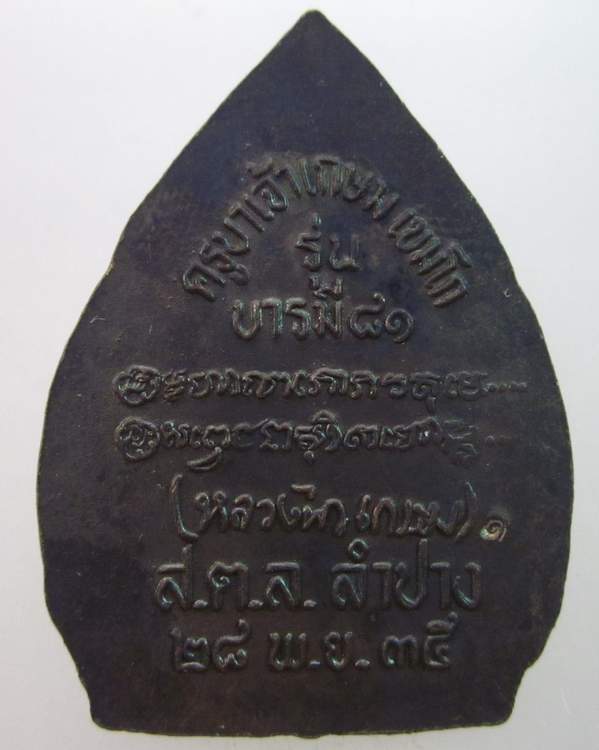 ครูบาเจ้าเกษม เขมโก
รุ่น
บารมี ๘๑
(หลวงพ่อเกษม) ๑
ส.ต.ล. ลำปาง
๒๘ พ.ย. ๓๕